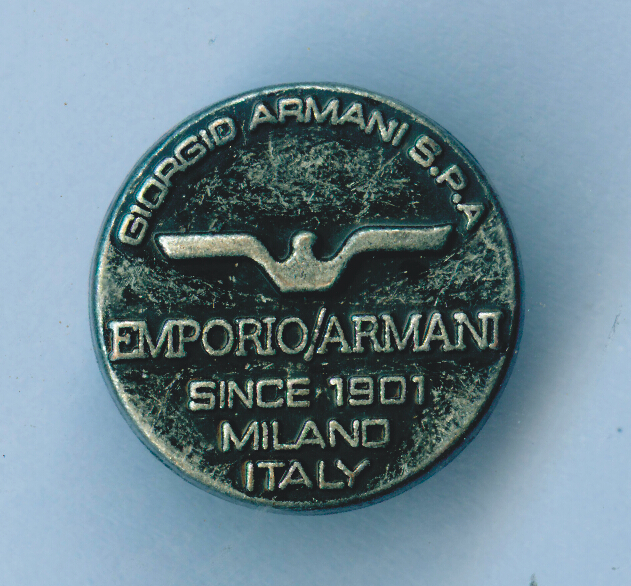 GIORGIO ARMANI S.P.A
EMPORIO/ARMANI
SINCE 1901
MILANO
ITALY